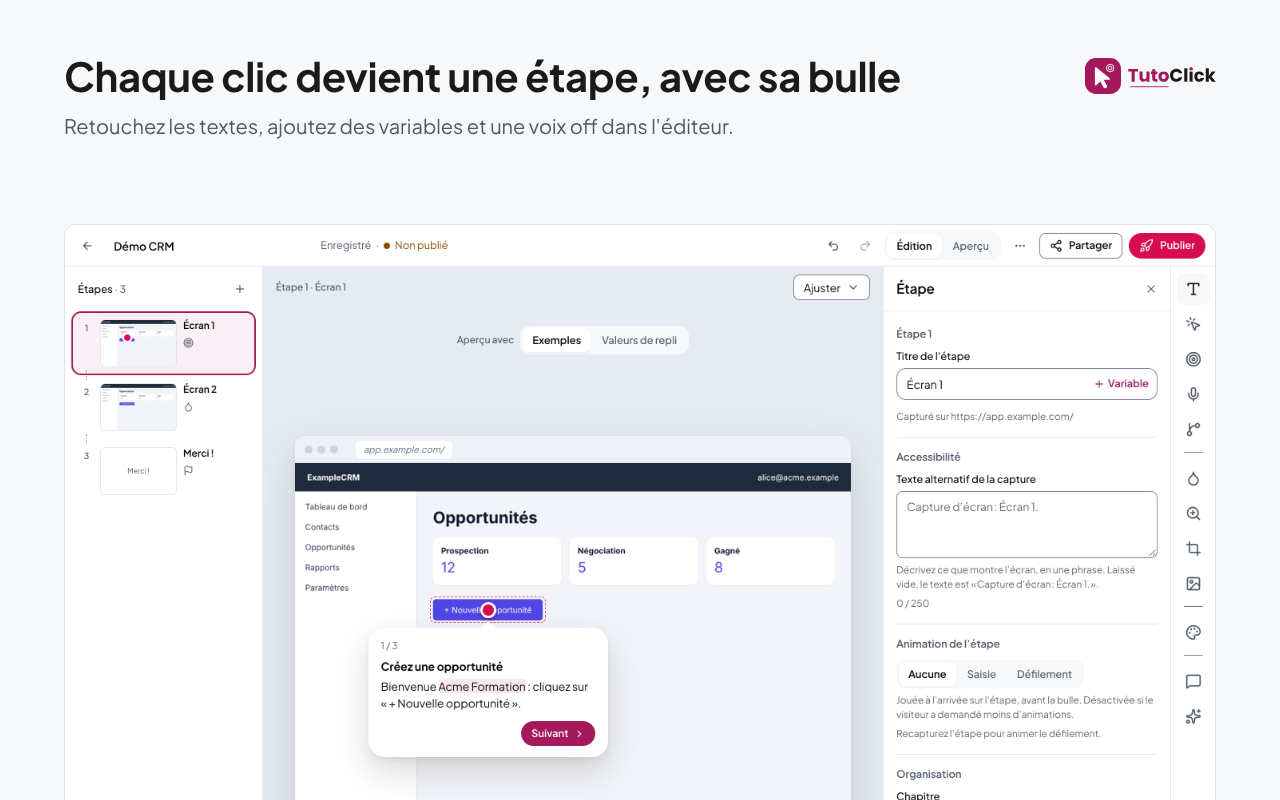 Chaque clic devient une étape, avec sa bulle
TutoClick
Retouchez les textes, ajoutez des variables et une voix off dans l'éditeur.
Démo CRM
Enregistré · Non publié
Édition
Aperçu
Partager
Publier
Étapes · 3
1
Écran 1
2
Écran 2
3
Merci !
Merci !
Étape 1 · Écran 1
Ajuster
Aperçu avec
Exemples
Valeurs de repli
app.example.com/
ExampleCRM
alice@acme.example
Tableau de bord
Contacts
Opportunités
Rapports
Paramètres
Opportunités
Prospection
12
Négociation
5
Gagné
8
+ Nouvelle opportunité
1 / 3
Créez une opportunité
Bienvenue Acme Formation : cliquez sur
« + Nouvelle opportunité ».
Suivant
Étape
Étape 1
Titre de l'étape
Écran 1
+ Variable
Capturé sur https://app.example.com/
Accessibilité
Texte alternatif de la capture
Capture d'écran : Écran 1.
Décrivez ce que montre l'écran, en une phrase. Laissé
vide, le texte est « Capture d'écran : Écran 1. ».
0 / 250
Animation de l'étape
Aucune
Saisie
Défilement
Jouée à l'arrivée sur l'étape, avant la bulle. Désactivée si le
visiteur a demandé moins d'animations.
Recapturez l'étape pour animer le défilement.
Organisation
Chapitre